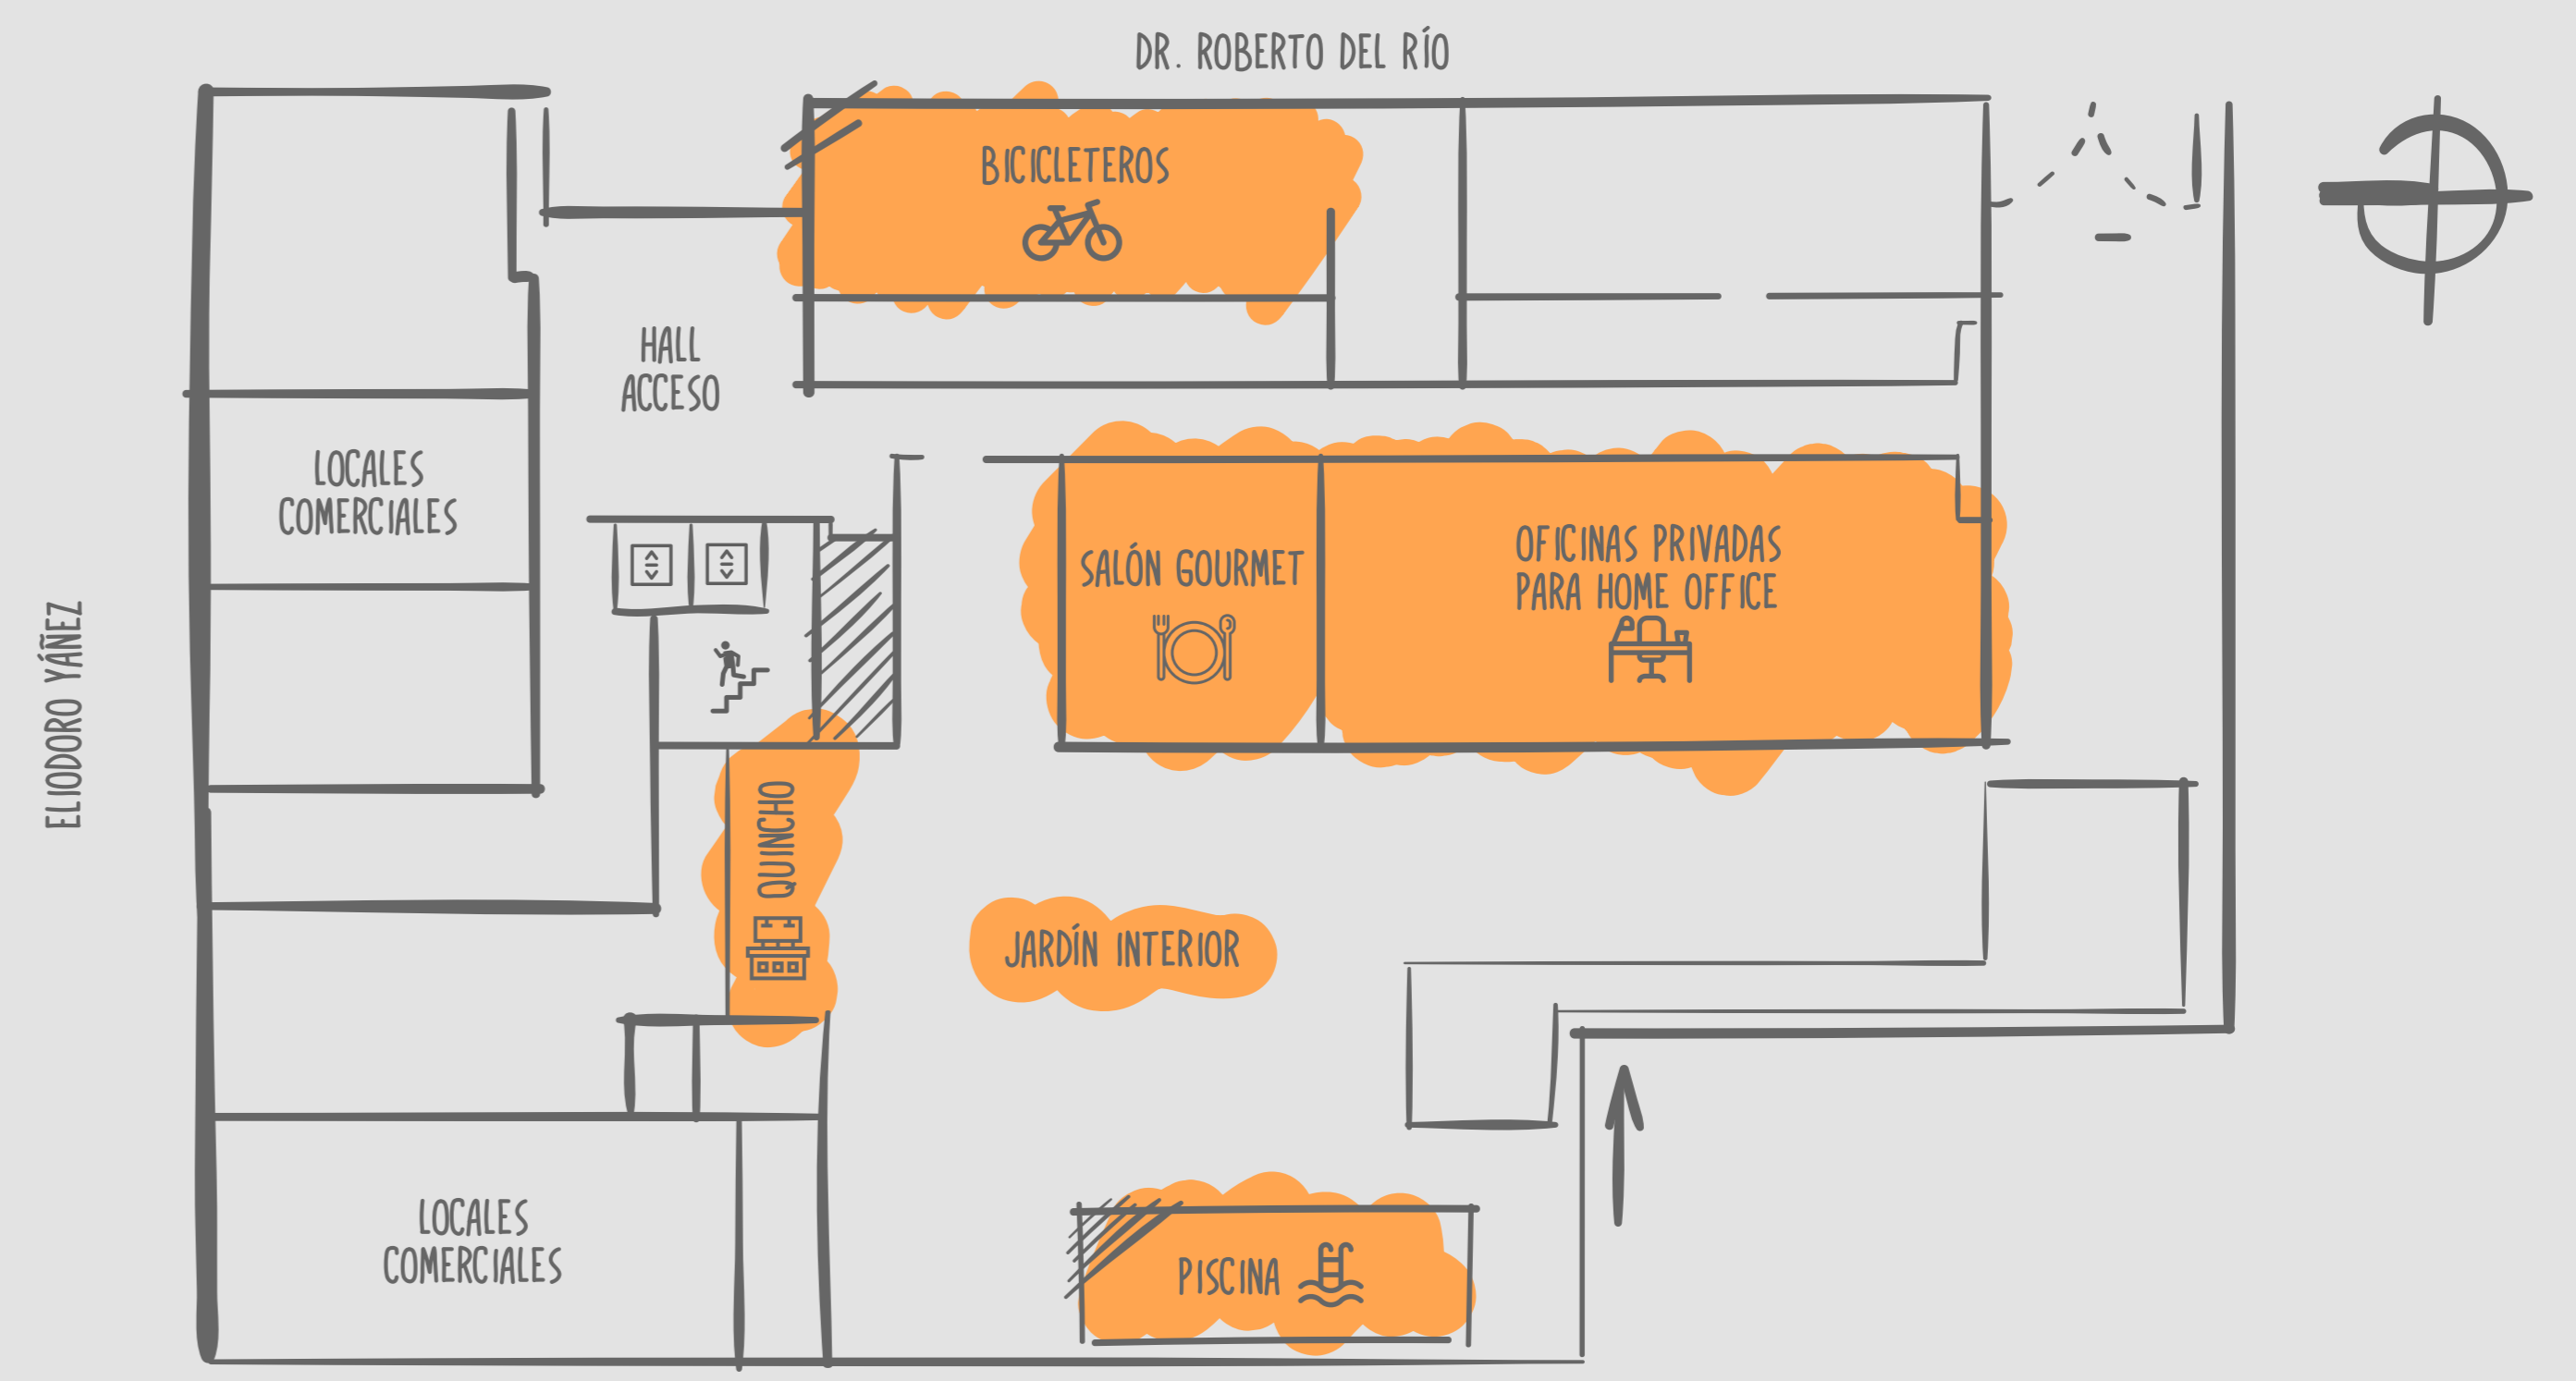 DR. ROBERTO DEL RÍO
BICICLETEROS
HALL
ACCESO
LOCALES
COMERCIALES
SALÓN GOURMET
OFICINAS PRIVADAS
PARA HOME OFFICE
ELIODORO YÁÑEZ
QUINCHO
JARDÍN INTERIOR
LOCALES
COMERCIALES
PISCINA